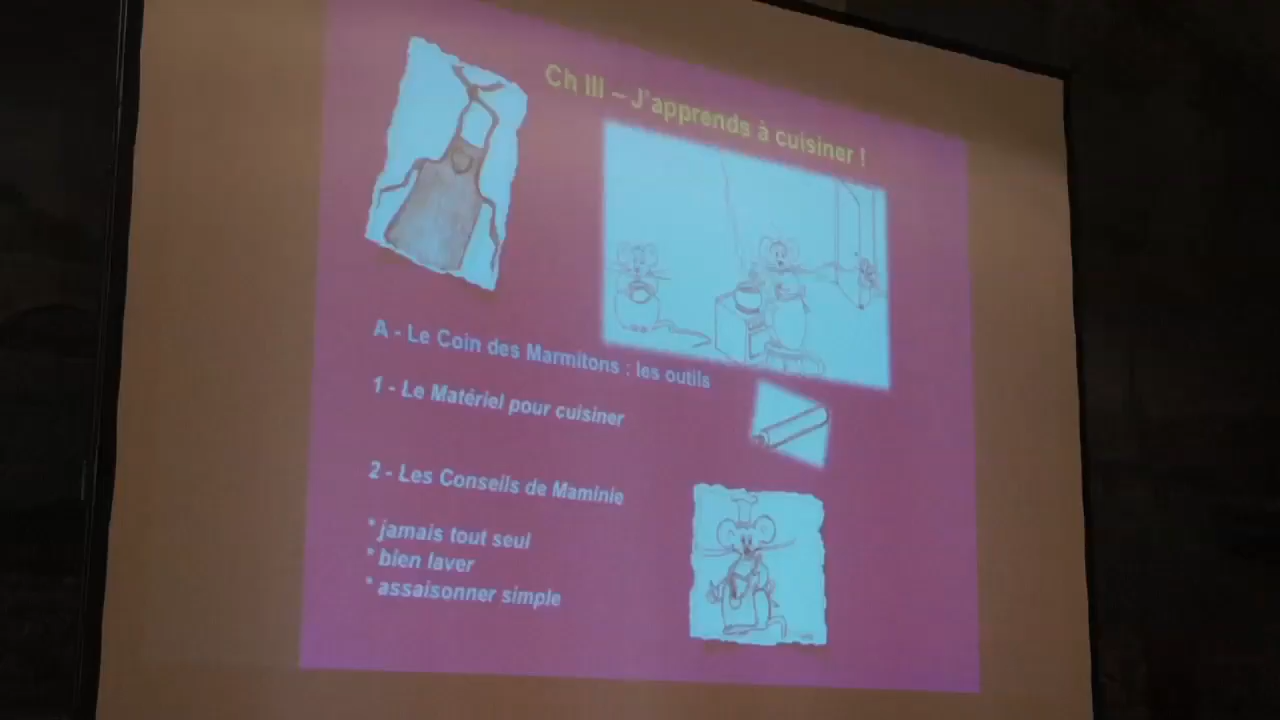 Ch III – J'apprends à cuisiner !
A - Le Coin des Marmitons : les outils
1 - Le Matériel pour cuisiner
2 - Les Conseils de Maminie
* jamais tout seul
* bien laver
* assaisonner simple